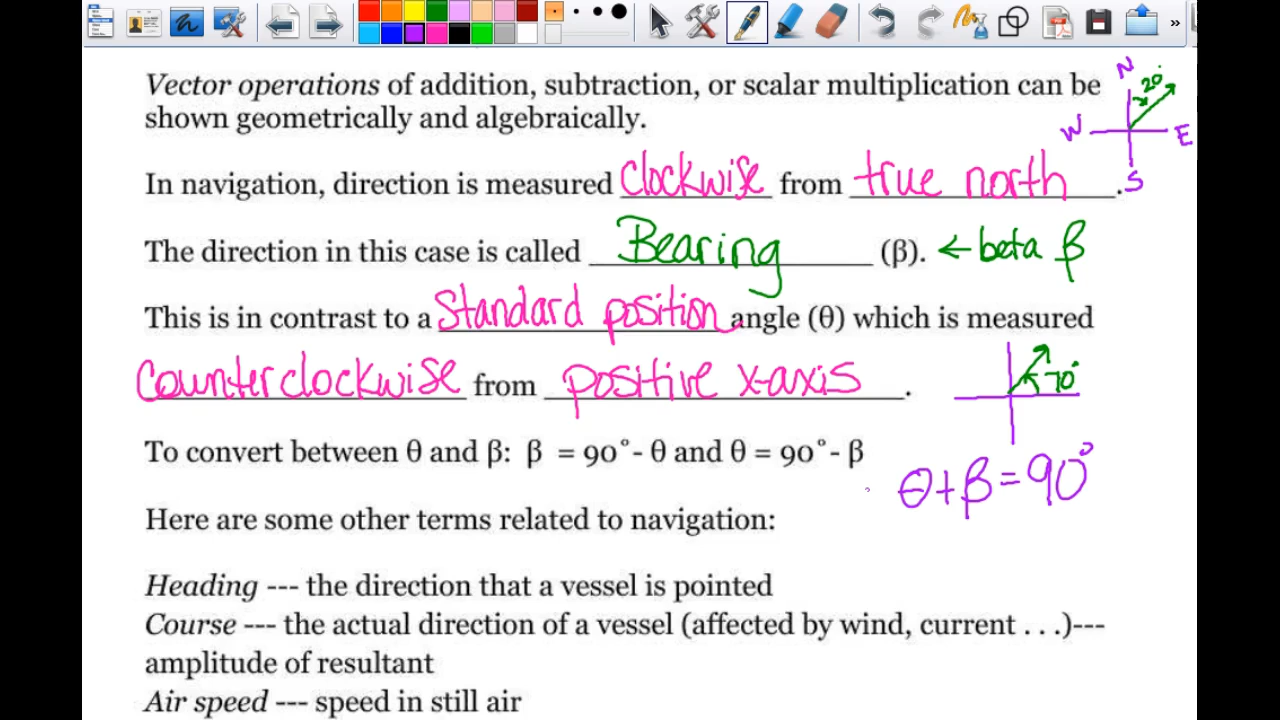 Vector operations of addition, subtraction, or scalar multiplication can be
shown geometrically and algebraically.
N
20°
W
E
S
In navigation, direction is measured clockwise from true north.
The direction in this case is called Bearing (β). ← beta β
This is in contrast to a standard position angle (θ) which is measured
counterclockwise from positive x-axis.
70°
To convert between θ and β: β = 90°- θ and θ = 90°- β
θ+β=90°
Here are some other terms related to navigation:
Heading --- the direction that a vessel is pointed
Course --- the actual direction of a vessel (affected by wind, current . . .)---
amplitude of resultant
Air speed --- speed in still air